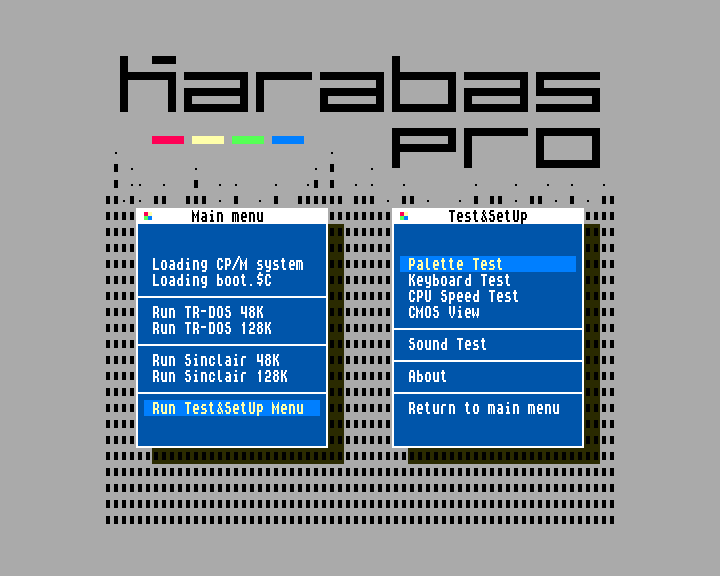 karabas
pro
Main menu
Loading CP/M system
Loading boot.$C
Run TR-DOS 48K
Run TR-DOS 128K
Run Sinclair 48K
Run Sinclair 128K
Run Test&SetUp Menu
Test&SetUp
Palette Test
Keyboard Test
CPU Speed Test
CMOS View
Sound Test
About
Return to main menu